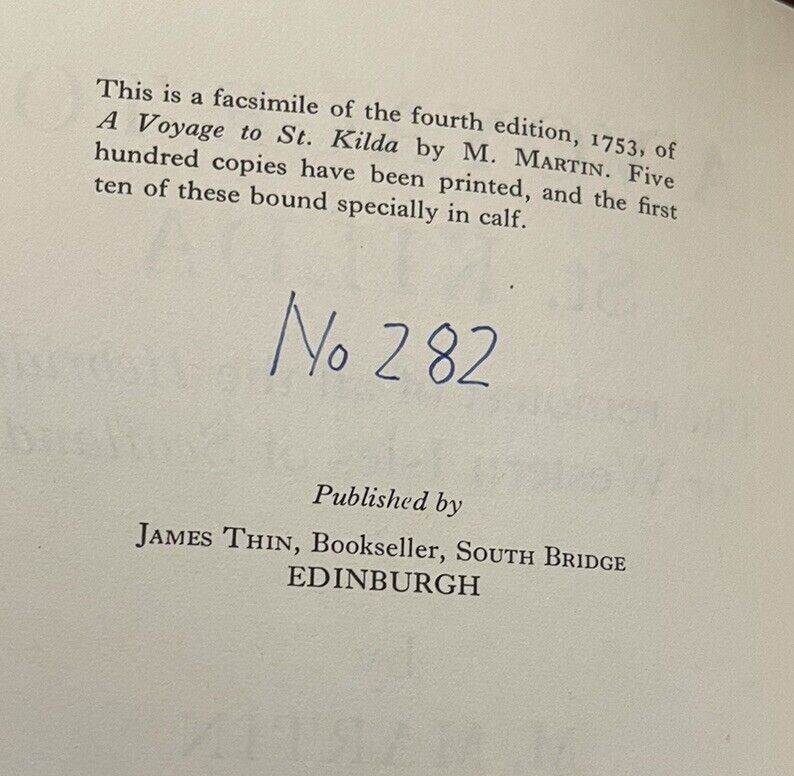 This is a facsimile of the fourth edition, 1753, of
A Voyage to St. Kilda by M. MARTIN. Five
hundred copies have been printed, and the first
ten of these bound specially in calf.
No 282
Published by
JAMES THIN, Bookseller, SOUTH BRIDGE
EDINBURGH